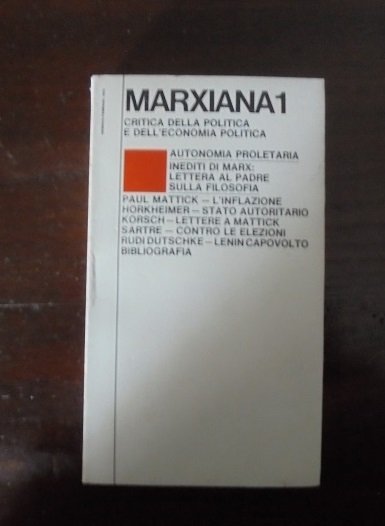 MARXIANA1
CRITICA DELLA POLITICA
E DELL'ECONOMIA POLITICA
AUTONOMIA PROLETARIA
INEDITI DI MARX:
LETTERA AL PADRE
SULLA FILOSOFIA
PAUL MATTICK – L'INFLAZIONE
HORKHEIMER – STATO AUTORITARIO
KORSCH – LETTERE A MATTICK
SARTRE – CONTRO LE ELEZIONI
RUDI DUTSCHKE – LENIN CAPOVOLTO
BIBLIOGRAFIA